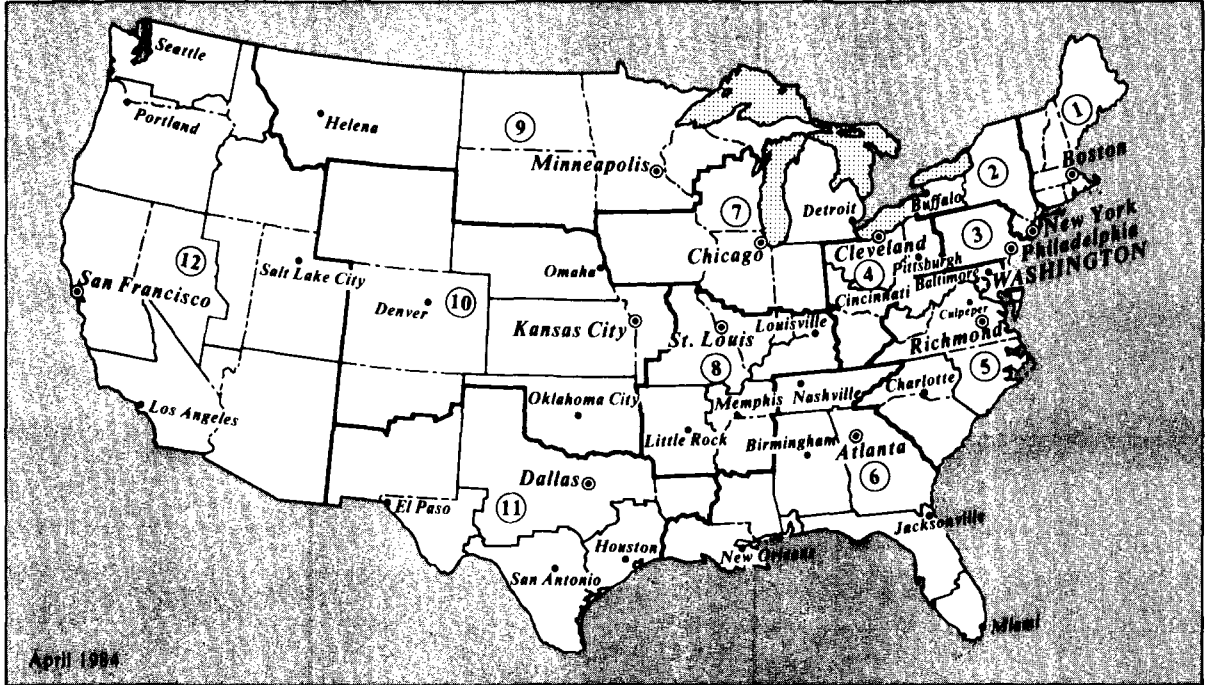 Seattle
Portland
Helena
9
Minneapolis
1
Boston
2
Buffalo
7
Detroit
Chicago
Cleveland
3
New York
Philadelphia
4
Pittsburgh
WASHINGTON
Cincinnati
Baltimore
12
San Francisco
Salt Lake City
Omaha
Denver
10
Kansas City
St. Louis
Louisville
Culpeper
Richmond
8
5
Los Angeles
Oklahoma City
Memphis
Nashville
Charlotte
Little Rock
Birmingham
Atlanta
6
Dallas
11
El Paso
Jacksonville
Houston
New Orleans
San Antonio
Miami
April 1984